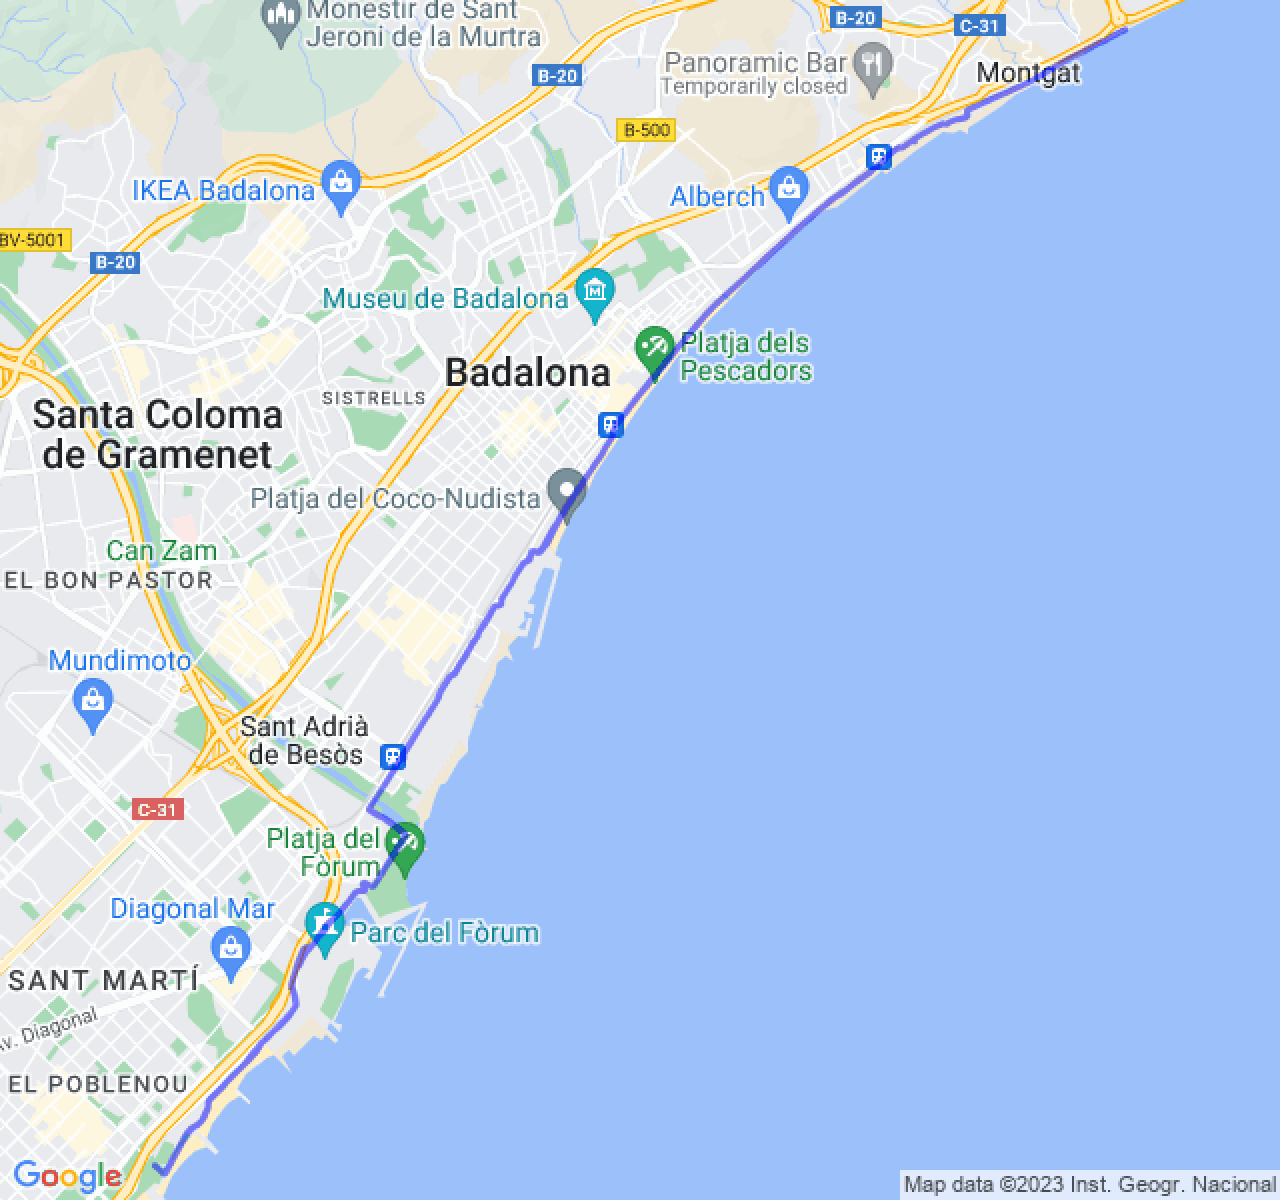 Monestir de Sant
Jeroni de la Murtra
B-20
C-31
B-20
Panoramic Bar
Temporarily closed
Montgat
B-500
IKEA Badalona
Alberch
BV-5001
B-20
Museu de Badalona
Platja dels
Pescadors
Badalona
SISTRELLS
Santa Coloma
de Gramenet
Platja del Coco-Nudista
Can Zam
EL BON PASTOR
Mundimoto
Sant Adrià
de Besòs
C-31
Platja del
Fòrum
Diagonal Mar
Parc del Fòrum
SANT MARTÍ
Av. Diagonal
EL POBLENOU
Google
Map data ©2023 Inst. Geogr. Nacional